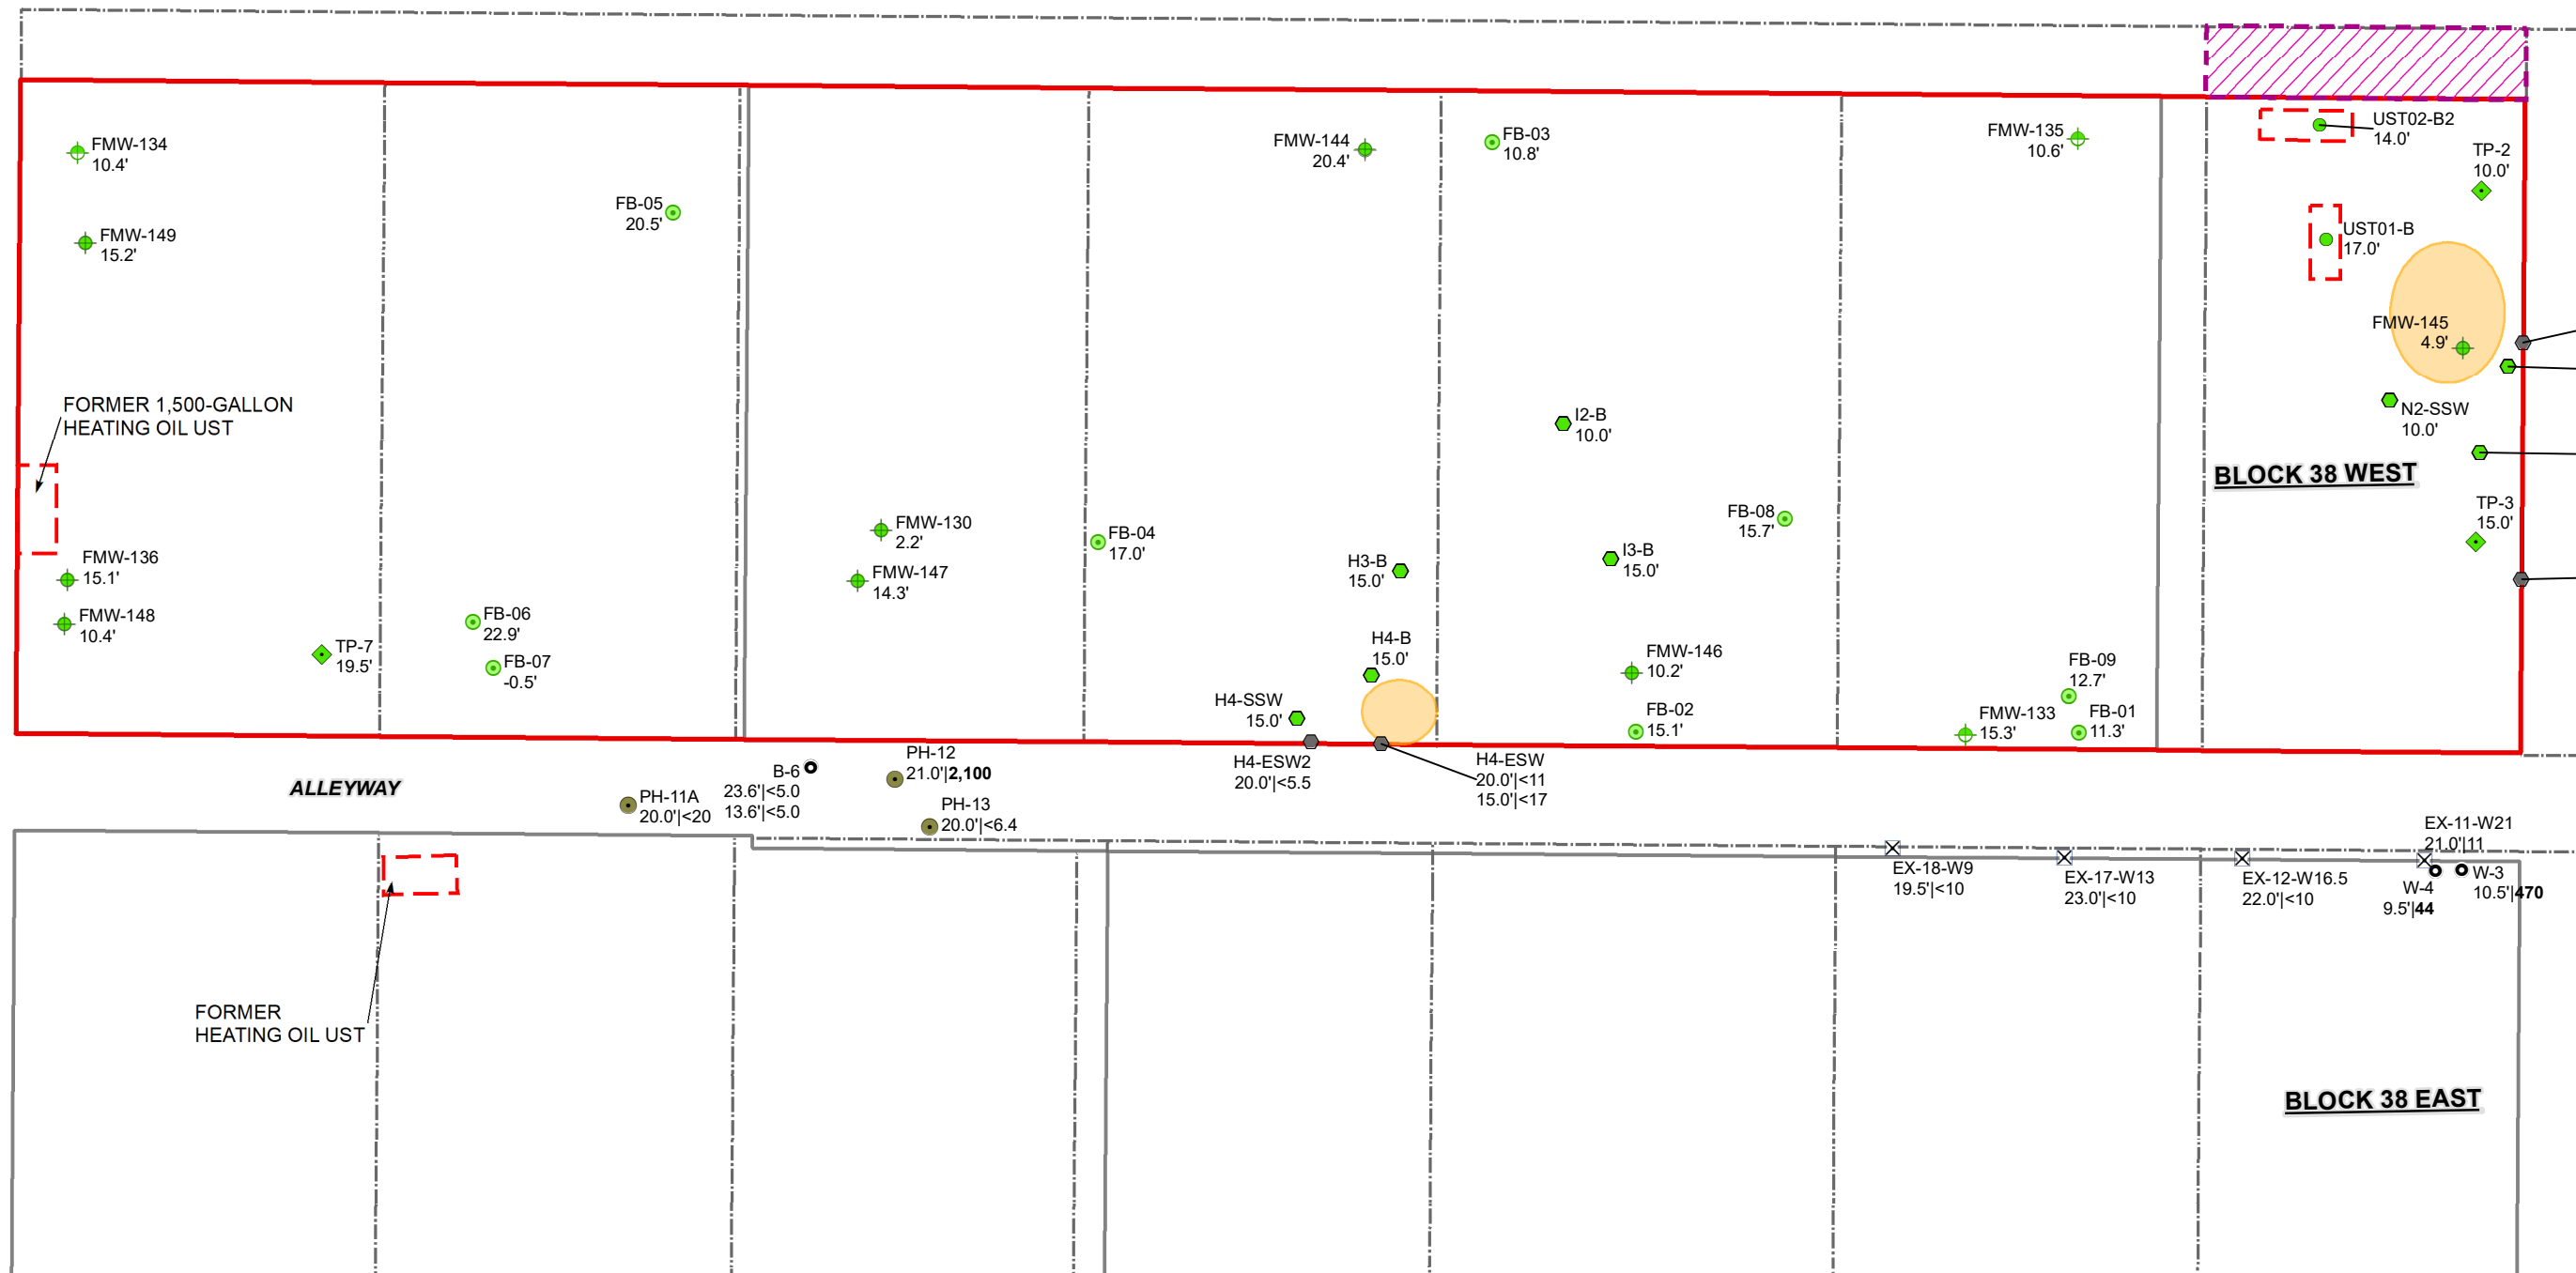 FMW-134
10.4'
FMW-149
15.2'
FB-05
20.5'
FMW-144
20.4'
FB-03
10.8'
FMW-135
10.6'
UST02-B2
14.0'
TP-2
10.0'
UST01-B
17.0'
FMW-145
4.9'
N2-SSW
10.0'
BLOCK 38 WEST
TP-3
15.0'
FORMER 1,500-GALLON
HEATING OIL UST
I2-B
10.0'
FMW-130
2.2'
FMW-147
14.3'
FB-04
17.0'
FB-08
15.7'
I3-B
15.0'
H3-B
15.0'
FMW-136
15.1'
FMW-148
10.4'
TP-7
19.5'
FB-06
22.9'
FB-07
-0.5'
H4-B
15.0'
H4-SSW
15.0'
FMW-146
10.2'
FB-02
15.1'
FB-09
12.7'
FMW-133
15.3'
FB-01
11.3'
ALLEYWAY
PH-11A
20.0'|<20
B-6
23.6'|<5.0
13.6'|<5.0
PH-12
21.0'|2,100
PH-13
20.0'|<6.4
H4-ESW2
20.0'|<5.5
H4-ESW
20.0'|<11
15.0'|<17
EX-18-W9
19.5'|<10
EX-17-W13
23.0'|<10
EX-12-W16.5
22.0'|<10
EX-11-W21
21.0'|11
W-4
9.5'|44
W-3
10.5'|470
FORMER
HEATING OIL UST
BLOCK 38 EAST